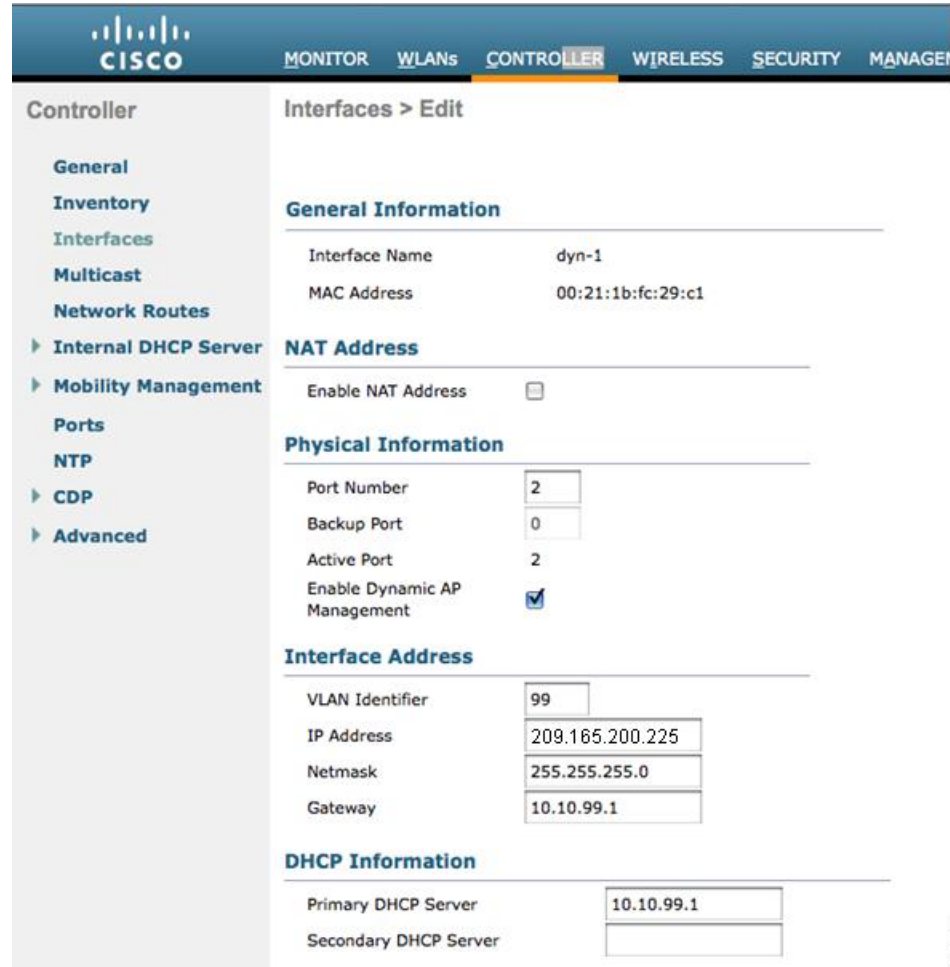 CISCO
MONITOR WLANs CONTROLLER WIRELESS SECURITY MANAGEM
Controller
General
Inventory
Interfaces
Multicast
Network Routes
Internal DHCP Server
Mobility Management
Ports
NTP
CDP
Advanced
Interfaces > Edit
General Information
Interface Name dyn-1
MAC Address 00:21:1b:fc:29:c1
NAT Address
Enable NAT Address
Physical Information
Port Number 2
Backup Port 0
Active Port 2
Enable Dynamic AP
Management
Interface Address
VLAN Identifier 99
IP Address 209.165.200.225
Netmask 255.255.255.0
Gateway 10.10.99.1
DHCP Information
Primary DHCP Server 10.10.99.1
Secondary DHCP Server